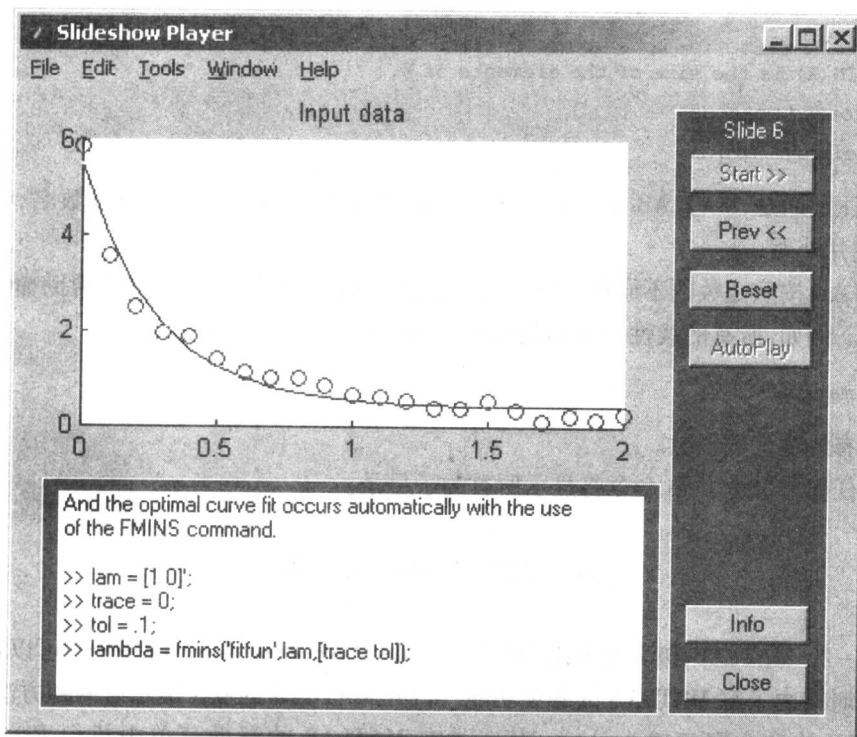 Slideshow Player
File Edit Tools Window Help
Input data
6
4
2
0
0 0.5 1 1.5 2
Slide 6
Start >>
Prev <<
Reset
AutoPlay
And the optimal curve fit occurs automatically with the use
of the FMINS command.
>> lam = [1 0]';
>> trace = 0;
>> tol = .1;
>> lambda = fmins('fitfun',lam,[trace tol]);
Info
Close